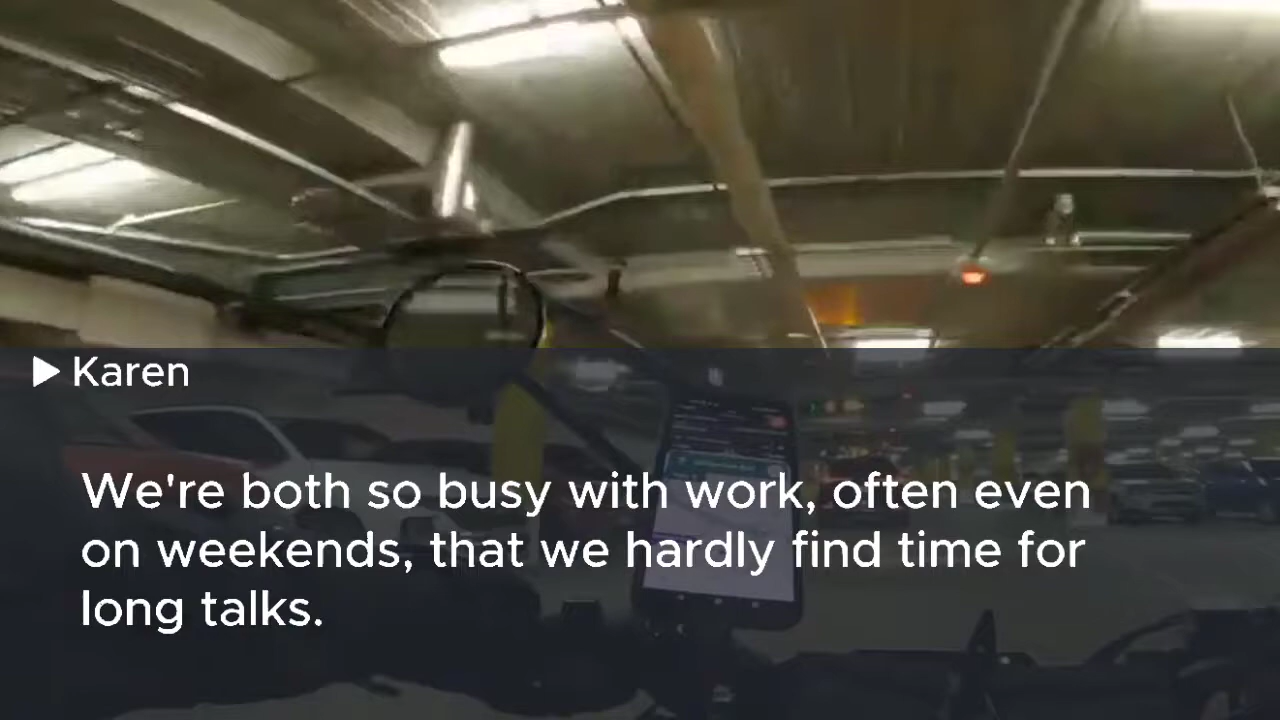 Karen
We're both so busy with work, often even
on weekends, that we hardly find time for
long talks.